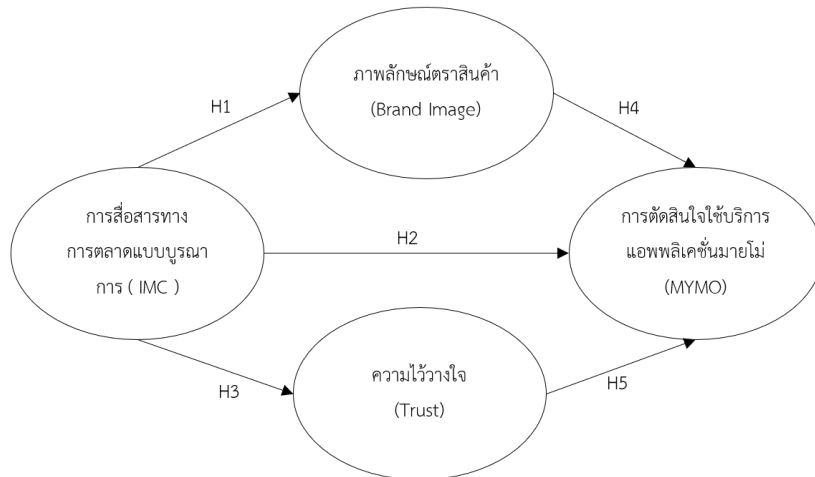 ภาพลักษณ์ตราสินค้า
(Brand Image)
H1
H4
การสื่อสารทาง
การตลาดแบบบูรณา
การ ( IMC )
H2
การตัดสินใจใช้บริการ
แอพพลิเคชั่นมายโม่
(MYMO)
H3
ความไว้วางใจ
(Trust)
H5